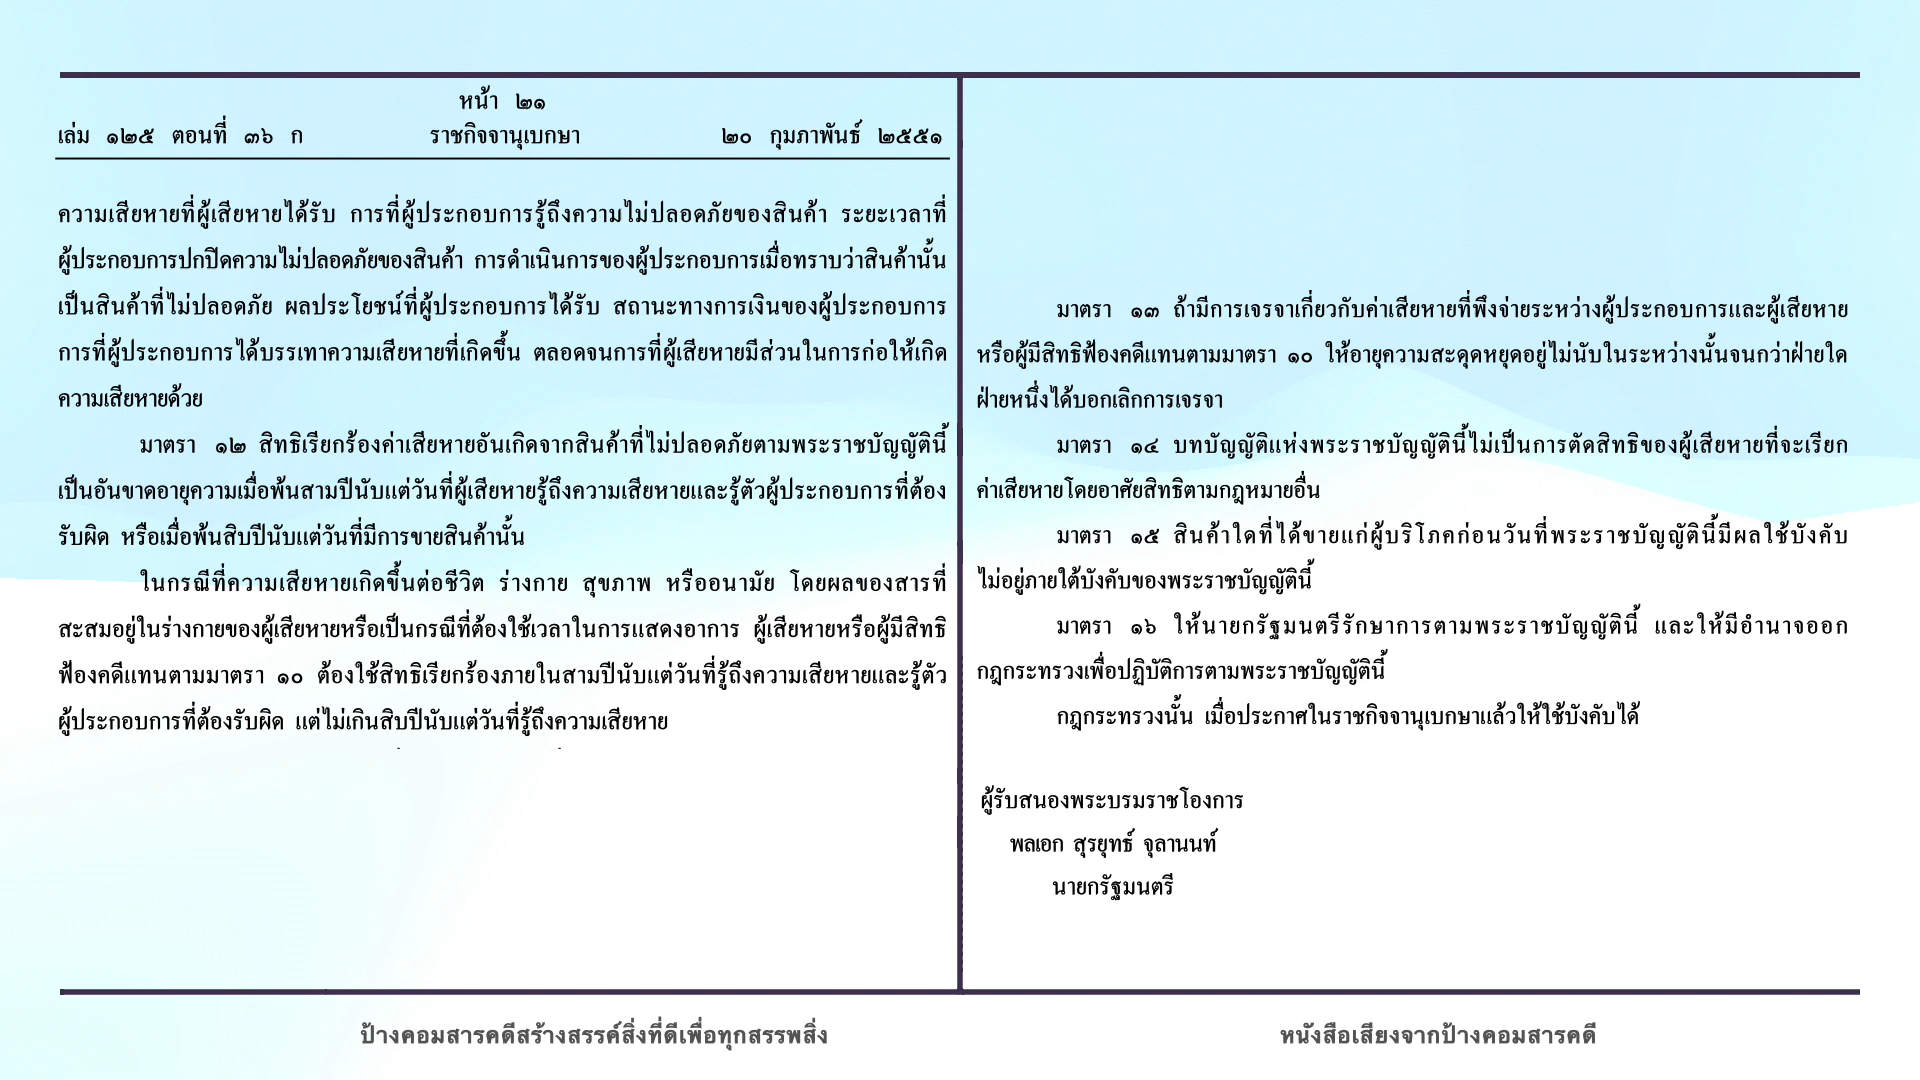 หน้า ๒๑
เล่ม ๑๒๕ ตอนที่ ๓๖ ก ราชกิจจานุเบกษา ๒๐ กุมภาพันธ์ ๒๕๕๑
ความเสียหายที่ผู้เสียหายได้รับ การที่ผู้ประกอบการรู้ถึงความไม่ปลอดภัยของสินค้า ระยะเวลาที่
ผู้ประกอบการปกปิดความไม่ปลอดภัยของสินค้า การดำเนินการของผู้ประกอบการเมื่อทราบว่าสินค้านั้น
เป็นสินค้าที่ไม่ปลอดภัย ผลประโยชน์ที่ผู้ประกอบการได้รับ สถานะทางการเงินของผู้ประกอบการ
การที่ผู้ประกอบการได้บรรเทาความเสียหายที่เกิดขึ้น ตลอดจนการที่ผู้เสียหายมีส่วนในการก่อให้เกิด
ความเสียหายด้วย
มาตรา ๑๒ สิทธิเรียกร้องค่าเสียหายอันเกิดจากสินค้าที่ไม่ปลอดภัยตามพระราชบัญญัตินี้
เป็นอันขาดอายุความเมื่อพ้นสามปีนับแต่วันที่ผู้เสียหายรู้ถึงความเสียหายและรู้ตัวผู้ประกอบการที่ต้อง
รับผิด หรือเมื่อพ้นสิบปีนับแต่วันที่มีการขายสินค้านั้น
ในกรณีที่ความเสียหายเกิดขึ้นต่อชีวิต ร่างกาย สุขภาพ หรืออนามัย โดยผลของสารที่
สะสมอยู่ในร่างกายของผู้เสียหายหรือเป็นกรณีที่ต้องใช้เวลาในการแสดงอาการ ผู้เสียหายหรือผู้มีสิทธิ
ฟ้องคดีแทนตามมาตรา ๑๐ ต้องใช้สิทธิเรียกร้องภายในสามปีนับแต่วันที่รู้ถึงความเสียหายและรู้ตัว
ผู้ประกอบการที่ต้องรับผิด แต่ไม่เกินสิบปีนับแต่วันที่รู้ถึงความเสียหาย
มาตรา ๑๓ ถ้ามีการเจรจาเกี่ยวกับค่าเสียหายที่พึงจ่ายระหว่างผู้ประกอบการและผู้เสียหาย
หรือผู้มีสิทธิฟ้องคดีแทนตามมาตรา ๑๐ ให้อายุความสะดุดหยุดอยู่ไม่นับในระหว่างนั้นจนกว่าฝ่ายใด
ฝ่ายหนึ่งได้บอกเลิกการเจรจา
มาตรา ๑๔ บทบัญญัติแห่งพระราชบัญญัตินี้ไม่เป็นการตัดสิทธิของผู้เสียหายที่จะเรียก
ค่าเสียหายโดยอาศัยสิทธิตามกฎหมายอื่น
มาตรา ๑๕ สินค้าใดที่ได้ขายแก่ผู้บริโภคก่อนวันที่พระราชบัญญัตินี้มีผลใช้บังคับ
ไม่อยู่ภายใต้บังคับของพระราชบัญญัตินี้
มาตรา ๑๖ ให้นายกรัฐมนตรีรักษาการตามพระราชบัญญัตินี้ และให้มีอำนาจออก
กฎกระทรวงเพื่อปฏิบัติการตามพระราชบัญญัตินี้
กฎกระทรวงนั้น เมื่อประกาศในราชกิจจานุเบกษาแล้วให้ใช้บังคับได้
ผู้รับสนองพระบรมราชโองการ
พลเอก สุรยุทธ์ จุลานนท์
นายกรัฐมนตรี
ป้างคอมสารคดีสร้างสรรค์สิ่งที่ดีเพื่อทุกสรรพสิ่ง
หนังสือเสียงจากป้างคอมสารคดี